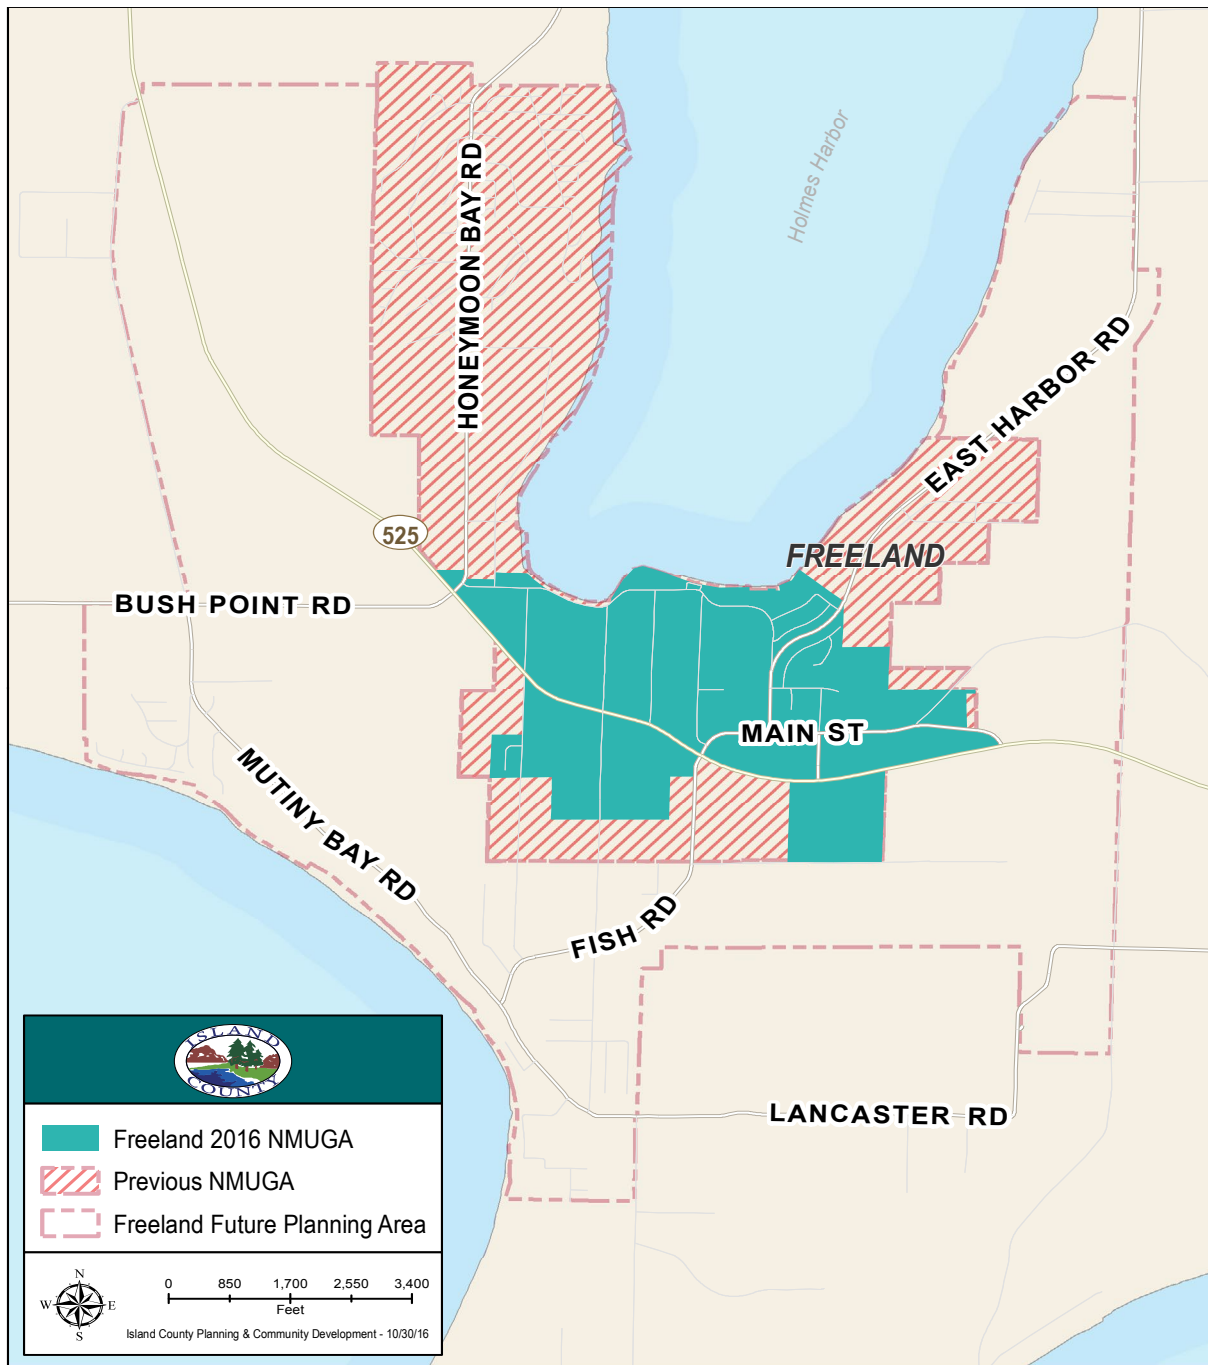 Holmes Harbor
HONEYMOON BAY RD
EAST HARBOR RD
525
FREELAND
BUSH POINT RD
MAIN ST
MUTINY BAY RD
FISH RD
LANCASTER RD
ISLAND
COUNTY
Freeland 2016 NMUGA
Previous NMUGA
Freeland Future Planning Area
N
W E
S
0 850 1,700 2,550 3,400
Feet
Island County Planning & Community Development - 10/30/16